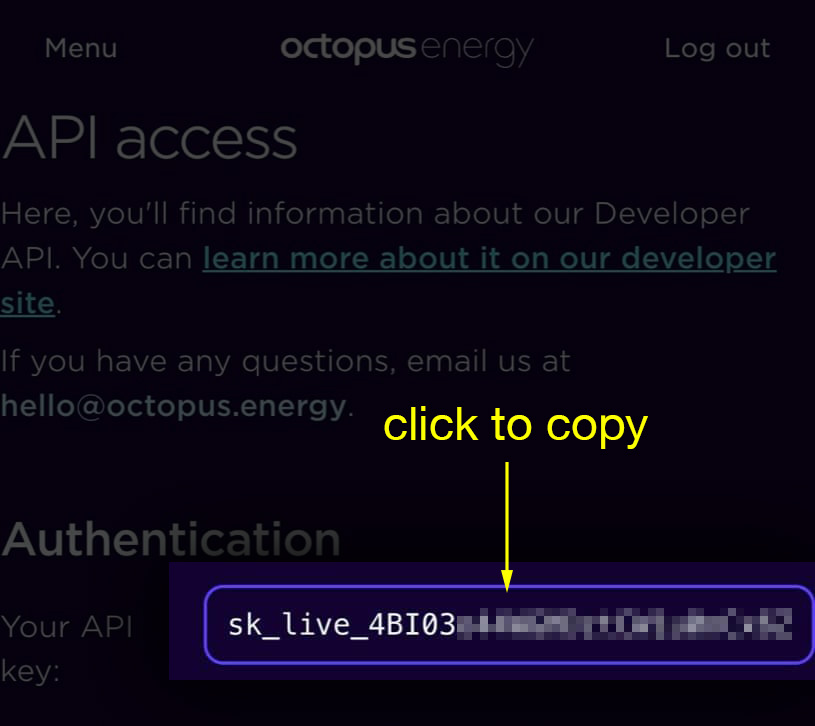 Menu octopus energy Log out
API access
Here, you'll find information about our Developer
API. You can learn more about it on our developer
site.
If you have any questions, email us at
hello@octopus.energy.
click to copy
Authentication
Your API
key:
sk_live_4BI03